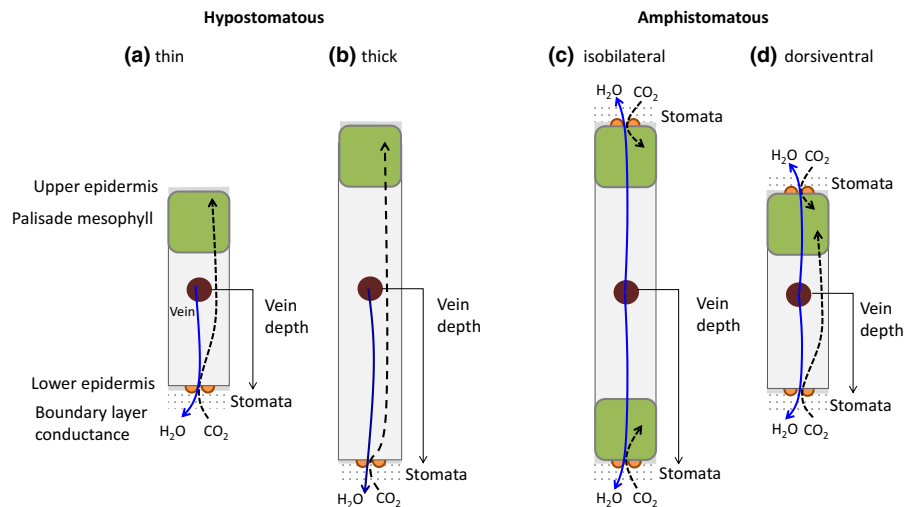 Hypostomatous
Amphistomatous
(a) thin
(b) thick
(c) isobilateral
(d) dorsiventral
Upper epidermis
Palisade mesophyll
Vein
Vein
depth
Lower epidermis
Stomata
Boundary layer
conductance
H₂O
CO₂
Vein
depth
Stomata
H₂O
CO₂
H₂O
CO₂
Stomata
Vein
depth
Stomata
H₂O
CO₂
H₂O
CO₂
Stomata
Vein
depth
Stomata
H₂O
CO₂